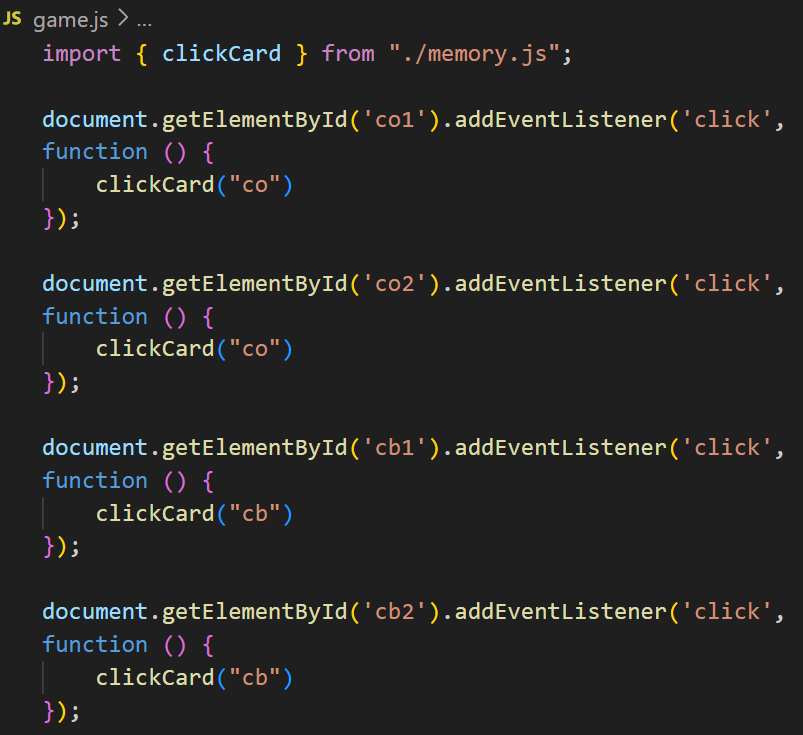 JS game.js > ...
import { clickCard } from "./memory.js";
document.getElementById('co1').addEventListener('click',
function () {
    clickCard("co")
});
document.getElementById('co2').addEventListener('click',
function () {
    clickCard("co")
});
document.getElementById('cb1').addEventListener('click',
function () {
    clickCard("cb")
});
document.getElementById('cb2').addEventListener('click',
function () {
    clickCard("cb")
});